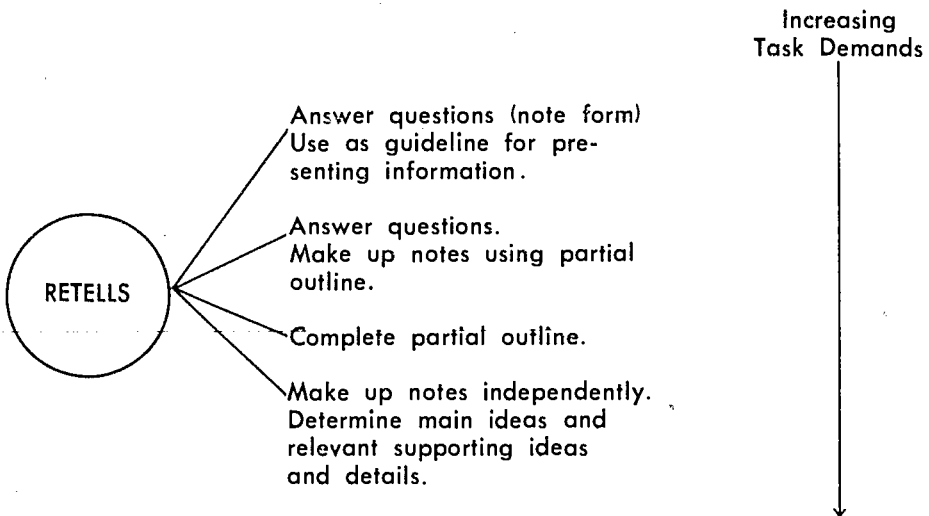 Increasing
Task Demands
Answer questions (note form)
Use as guideline for pre-
senting information.
Answer questions.
Make up notes using partial
outline.
RETELLS
Complete partial outline.
Make up notes independently.
Determine main ideas and
relevant supporting ideas
and details.